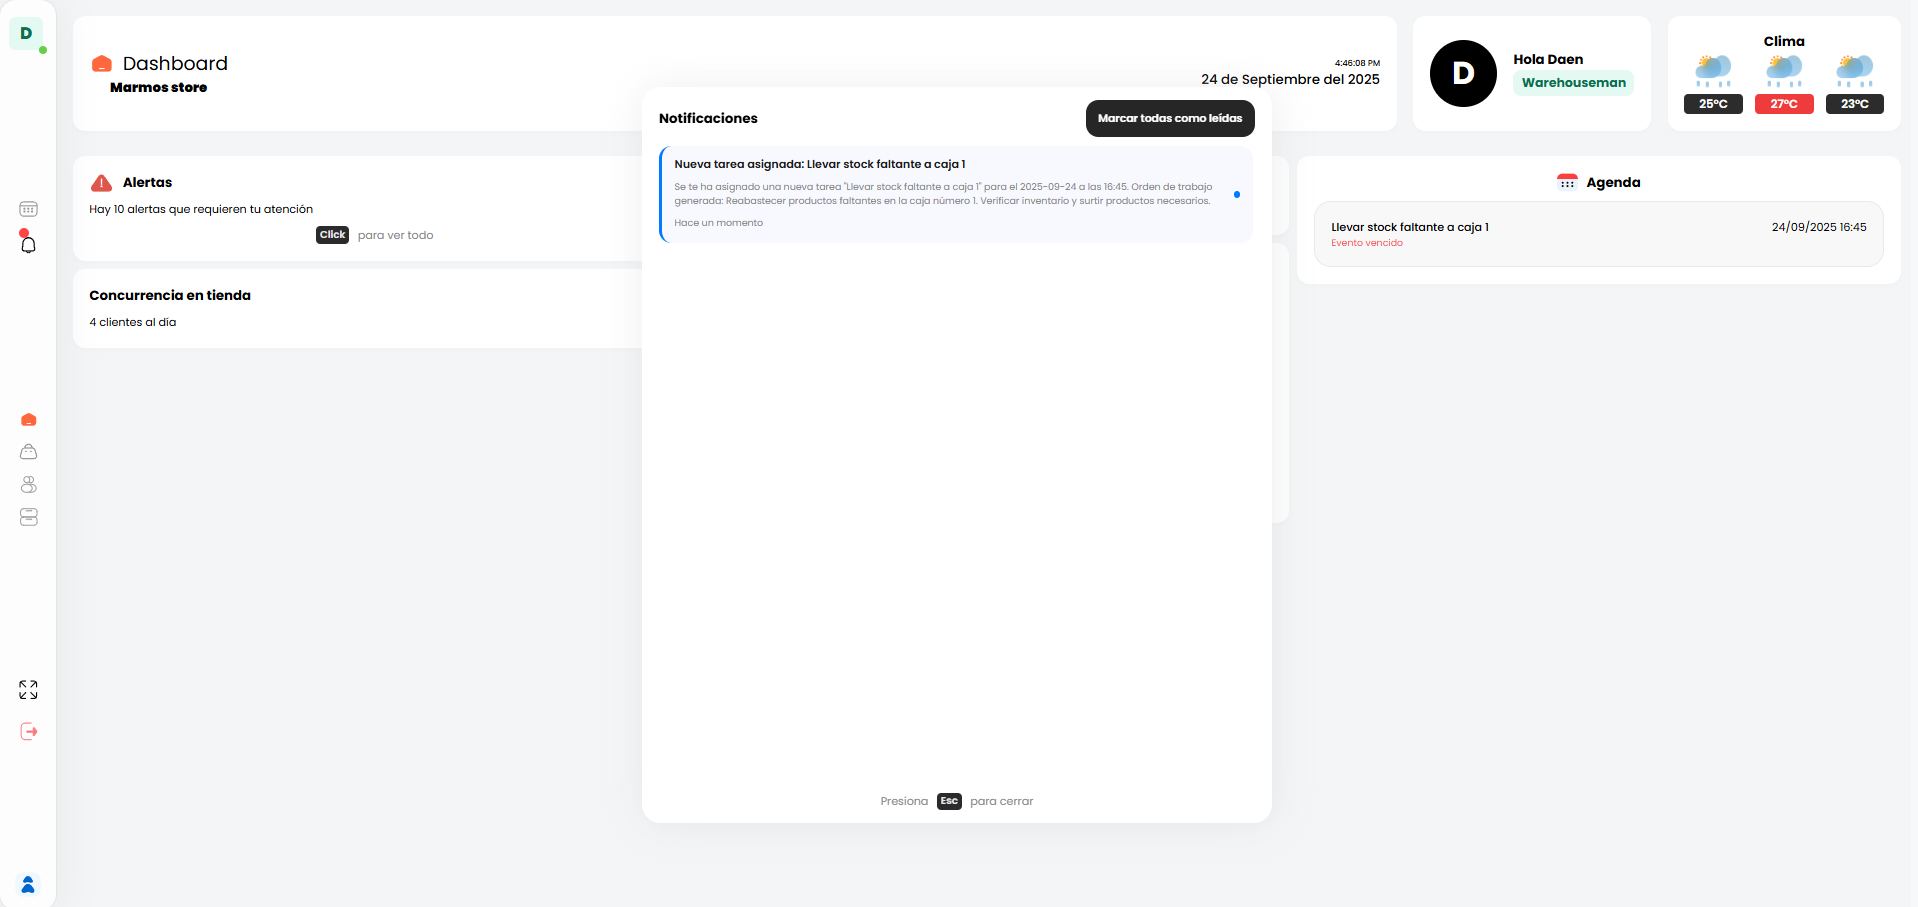 D
Dashboard
Marmos store
4:46:08 PM
24 de Septiembre del 2025
D
Hola Daen
Warehouseman
Clima
25°C
27°C
23°C
Alertas
Hay 10 alertas que requieren tu atención
Click para ver todo
Concurrencia en tienda
4 clientes al día
Notificaciones
Marcar todas como leídas
Nueva tarea asignada: Llevar stock faltante a caja 1
Se te ha asignado una nueva tarea "Llevar stock faltante a caja 1" para el 2025-09-24 a las 16:45. Orden de trabajo
generada: Reabastecer productos faltantes en la caja número 1. Verificar inventario y surtir productos necesarios.
Hace un momento
Presiona Esc para cerrar
Agenda
Llevar stock faltante a caja 1
24/09/2025 16:45
Evento vencido